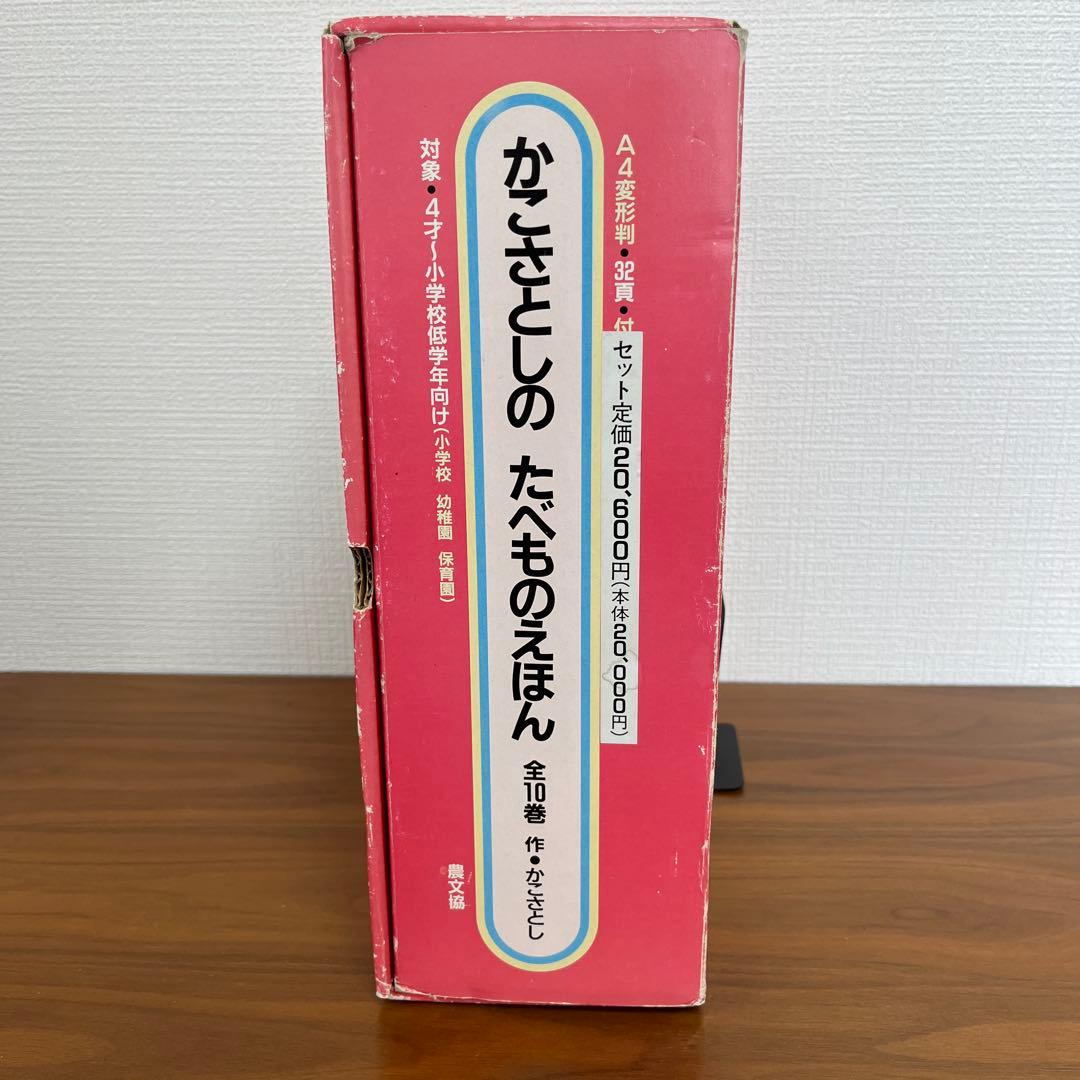 A4変形判・32頁・付
セット定価20,600円(本体20,000円)
かこさとしの たべものえほん 全10巻 作・かこさとし
対象・4才〜小学校低学年向け(小学校 幼稚園 保育園)
農文協